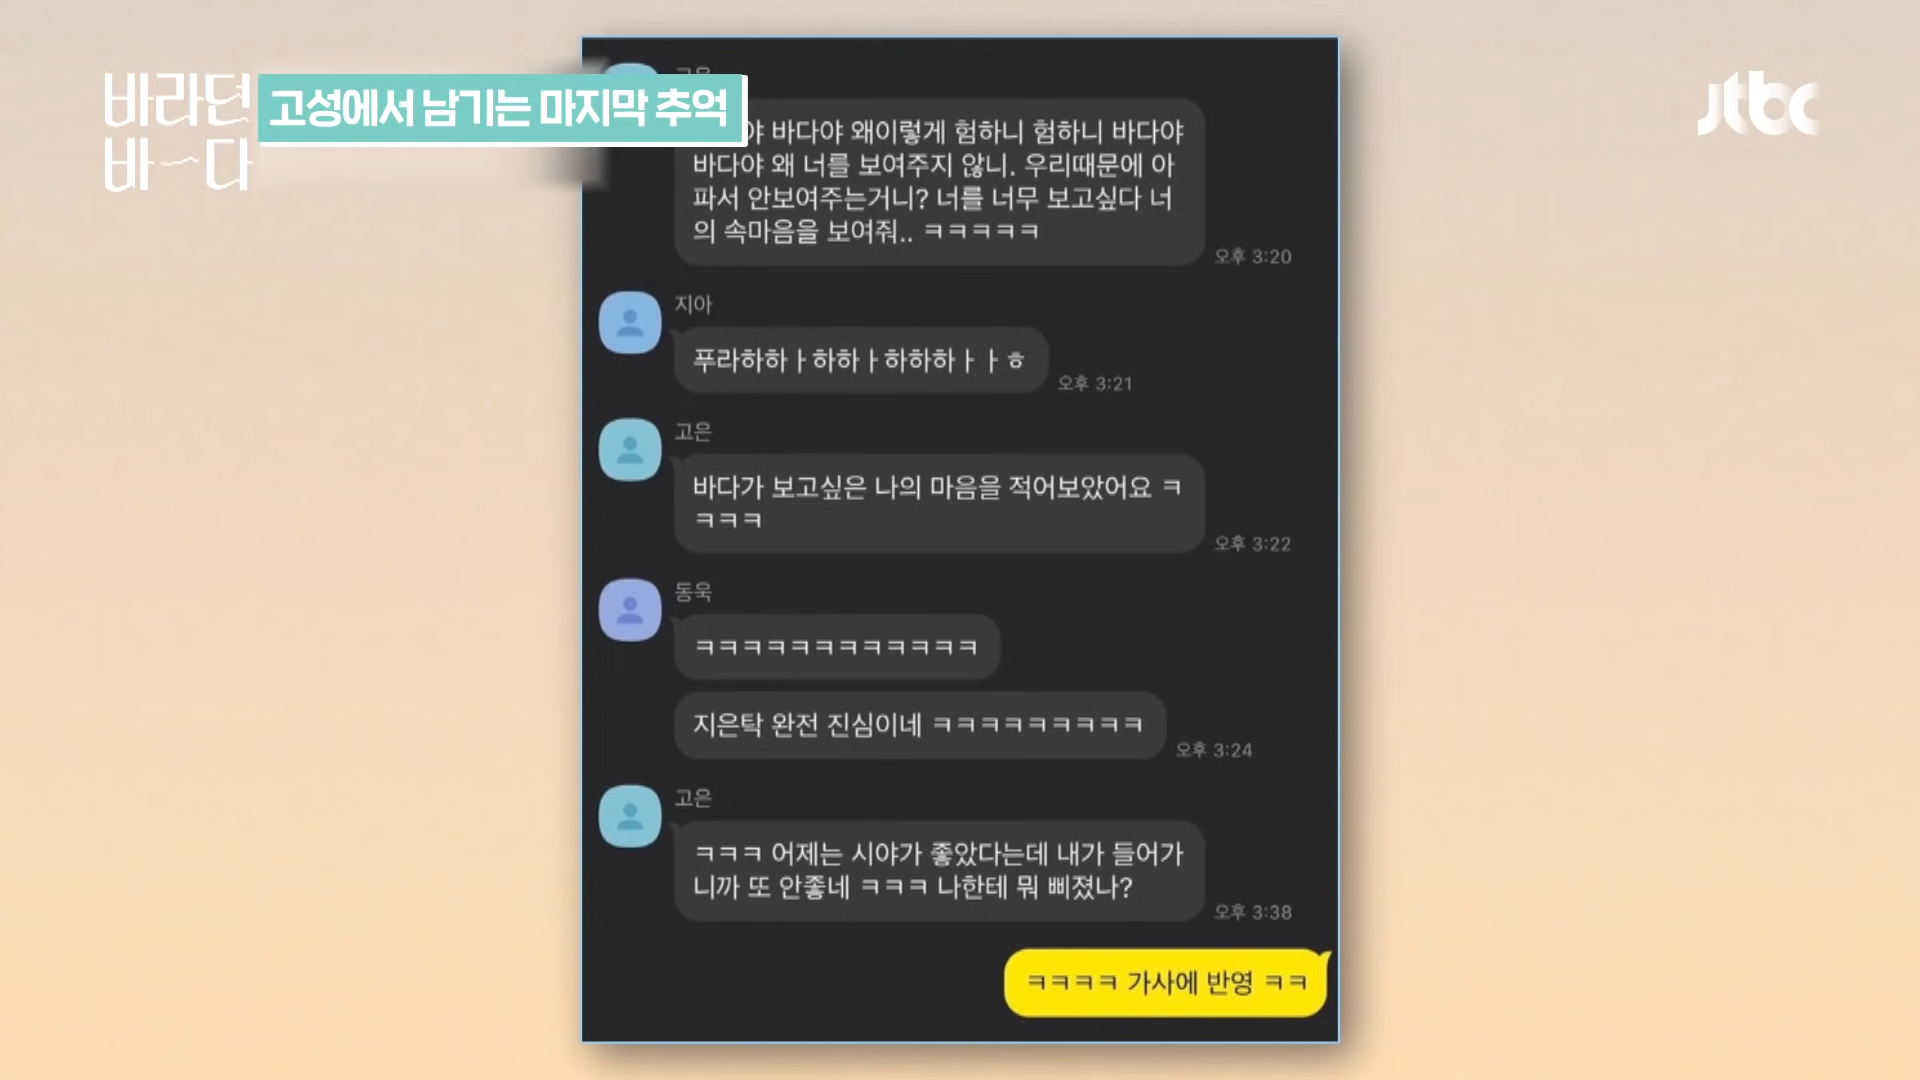 바라던
바다
고성에서 남기는 마지막 추억
jtbc
야 바다야 왜이렇게 험하니 험하니 바다야
바다야 왜 너를 보여주지 않니. 우리때문에 아
파서 안보여주는거니? 너를 너무 보고싶다 너
의 속마음을 보여줘.. ㅋㅋㅋㅋㅋ
오후 3:20
지아
푸라하하ㅏ하하ㅏ하하하ㅏㅏㅎ
오후 3:21
고은
바다가 보고싶은 나의 마음을 적어보았어요 ㅋ
ㅋㅋㅋ
오후 3:22
동욱
ㅋㅋㅋㅋㅋㅋㅋㅋㅋㅋㅋㅋ
지은탁 완전 진심이네 ㅋㅋㅋㅋㅋㅋㅋㅋㅋ
오후 3:24
고은
ㅋㅋㅋ 어제는 시야가 좋았다는데 내가 들어가
니까 또 안좋네 ㅋㅋㅋ 나한테 뭐 삐졌나?
오후 3:38
ㅋㅋㅋㅋ 가사에 반영 ㅋㅋ